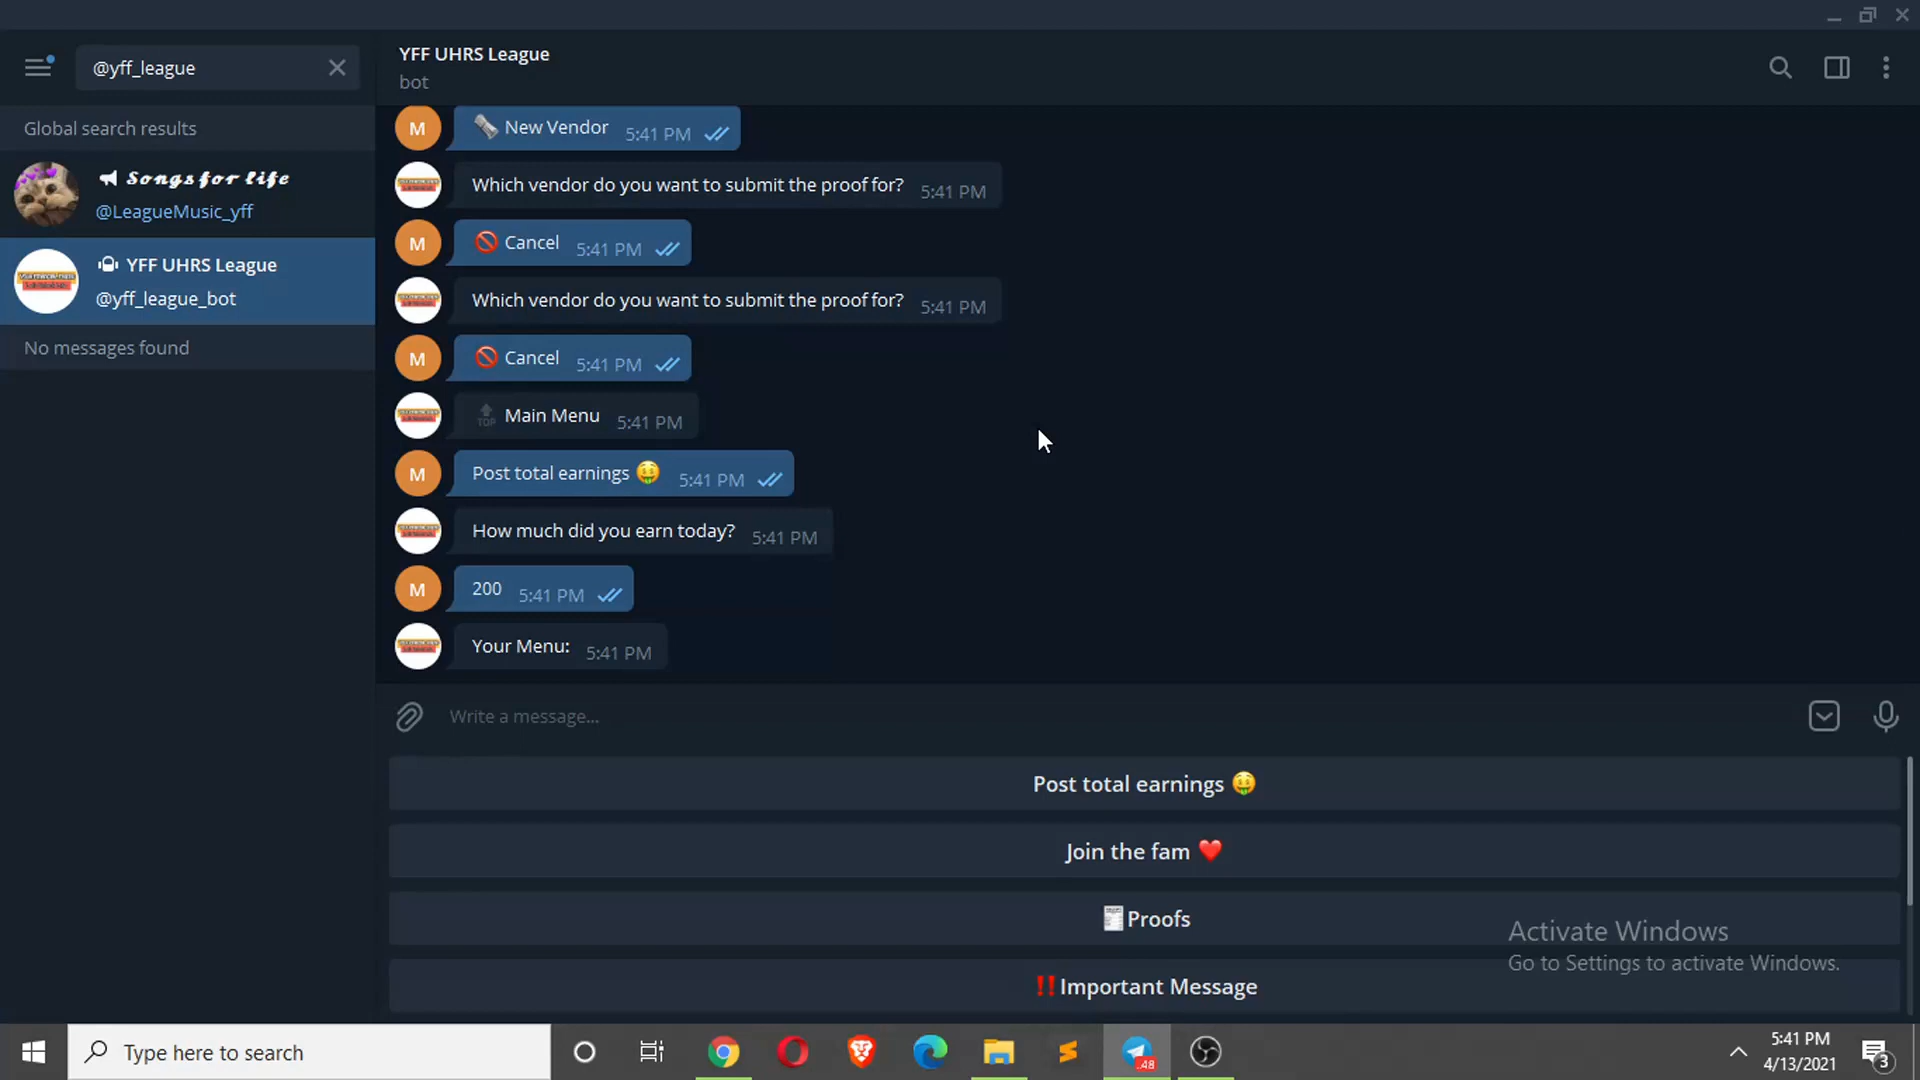 @yff_league
Global search results
Songs for life
@LeagueMusic_yff
YFF UHRS League
@yff_league_bot
No messages found
YFF UHRS League
bot
M
New Vendor 5:41 PM
Which vendor do you want to submit the proof for? 5:41 PM
M
🚫 Cancel 5:41 PM
Which vendor do you want to submit the proof for? 5:41 PM
M
🚫 Cancel 5:41 PM
🔝 Main Menu 5:41 PM
M
Post total earnings 🤑 5:41 PM
How much did you earn today? 5:41 PM
M
200 5:41 PM
Your Menu: 5:41 PM
Write a message...
Post total earnings 🤑
Join the fam ❤️
Proofs
‼️Important Message
Activate Windows
Go to Settings to activate Windows.
Type here to search
..48
5:41 PM
4/13/2021
3